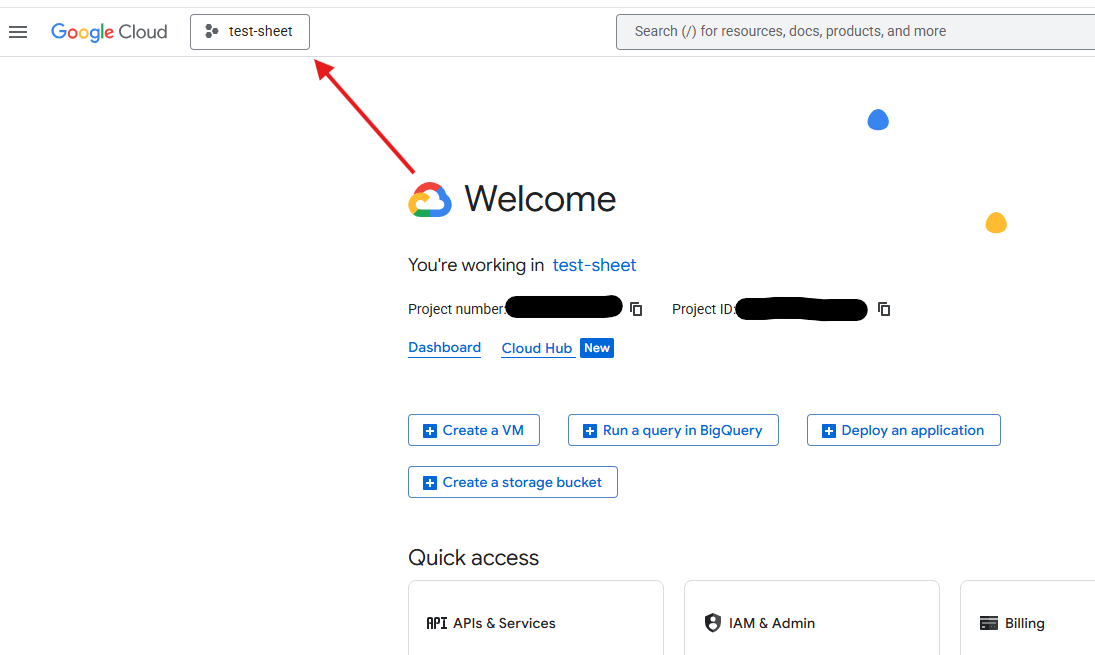 Google Cloud test-sheet Search (/) for resources, docs, products, and more
Welcome
You're working in test-sheet
Project number: Project ID:
Dashboard Cloud Hub New
Create a VM Run a query in BigQuery Deploy an application
Create a storage bucket
Quick access
API APIs & Services IAM & Admin Billing